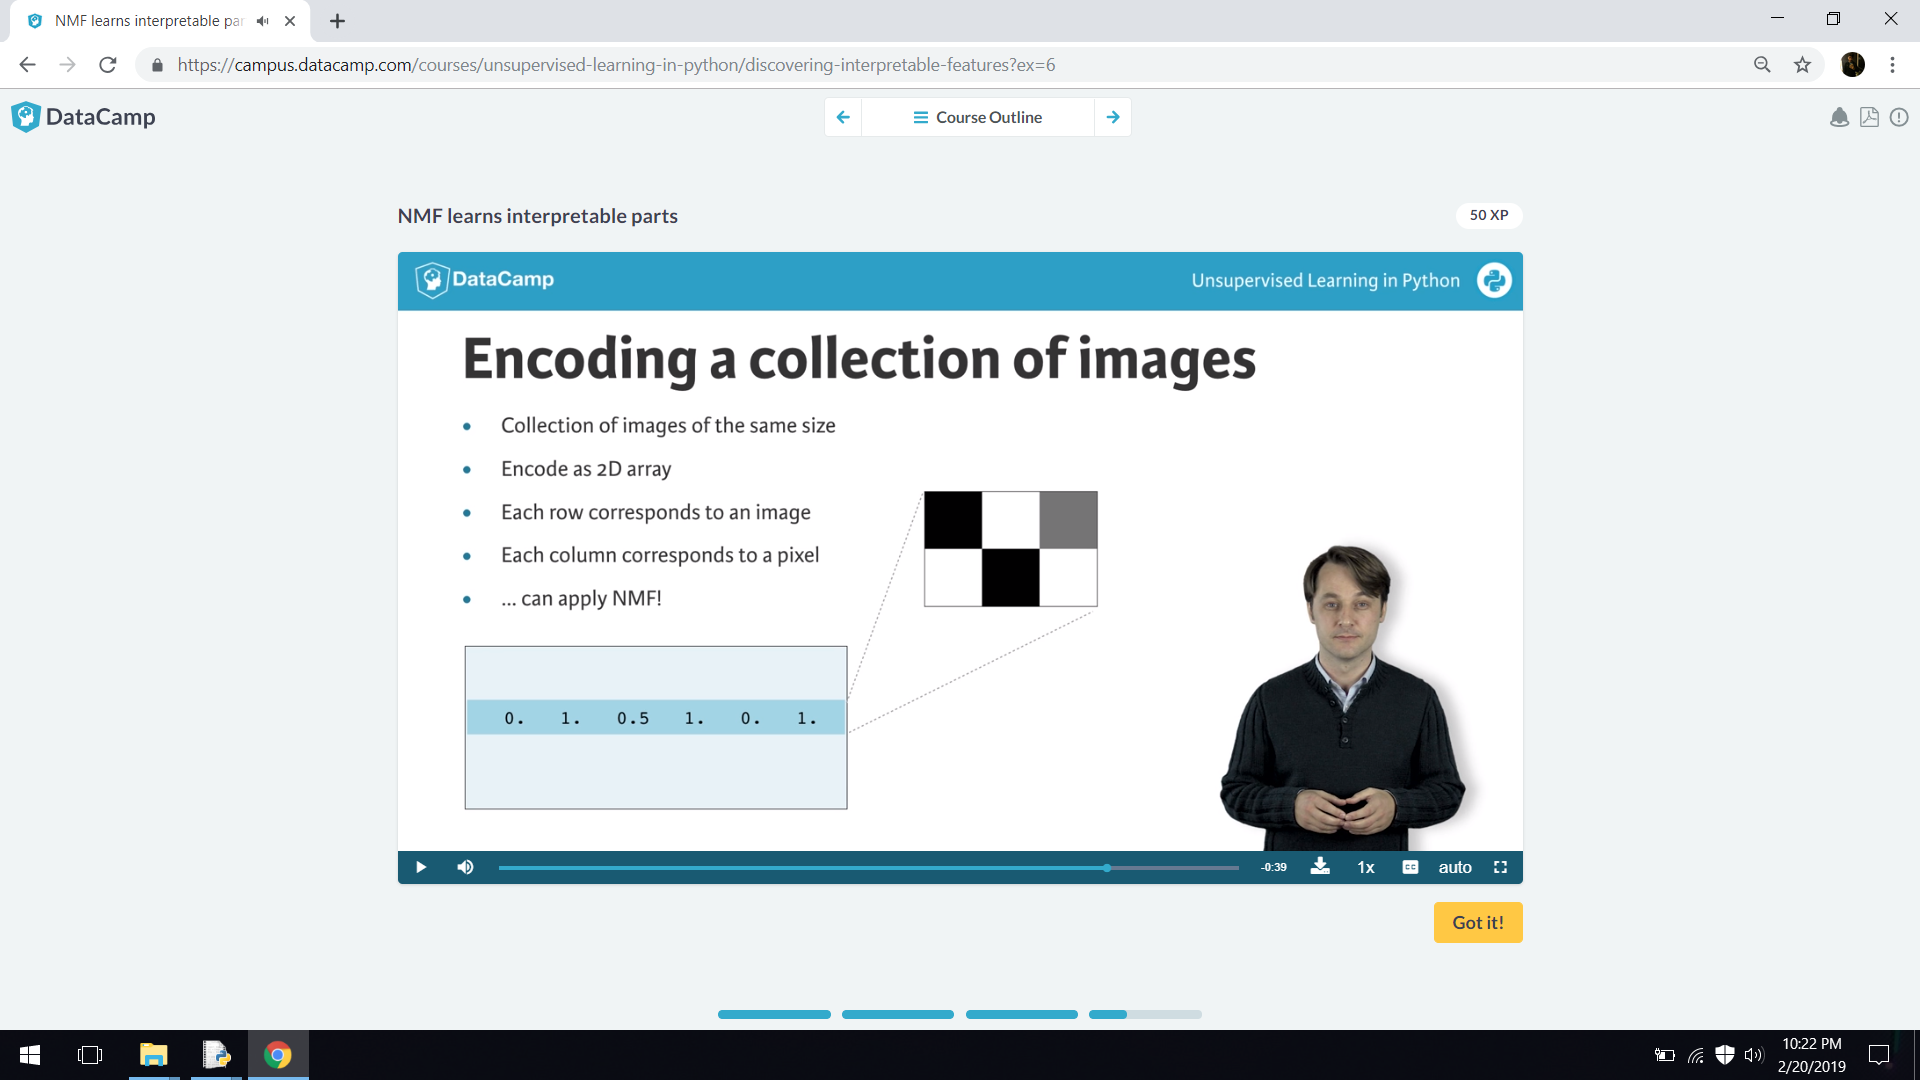 NMF learns interpretable par
https://campus.datacamp.com/courses/unsupervised-learning-in-python/discovering-interpretable-features?ex=6
DataCamp
Course Outline
NMF learns interpretable parts
50 XP
DataCamp
Unsupervised Learning in Python
Encoding a collection of images
• Collection of images of the same size
• Encode as 2D array
• Each row corresponds to an image
• Each column corresponds to a pixel
• ... can apply NMF!
0. 1. 0.5 1. 0. 1.
-0:39
1x
CC
auto
Got it!
10:22 PM
2/20/2019